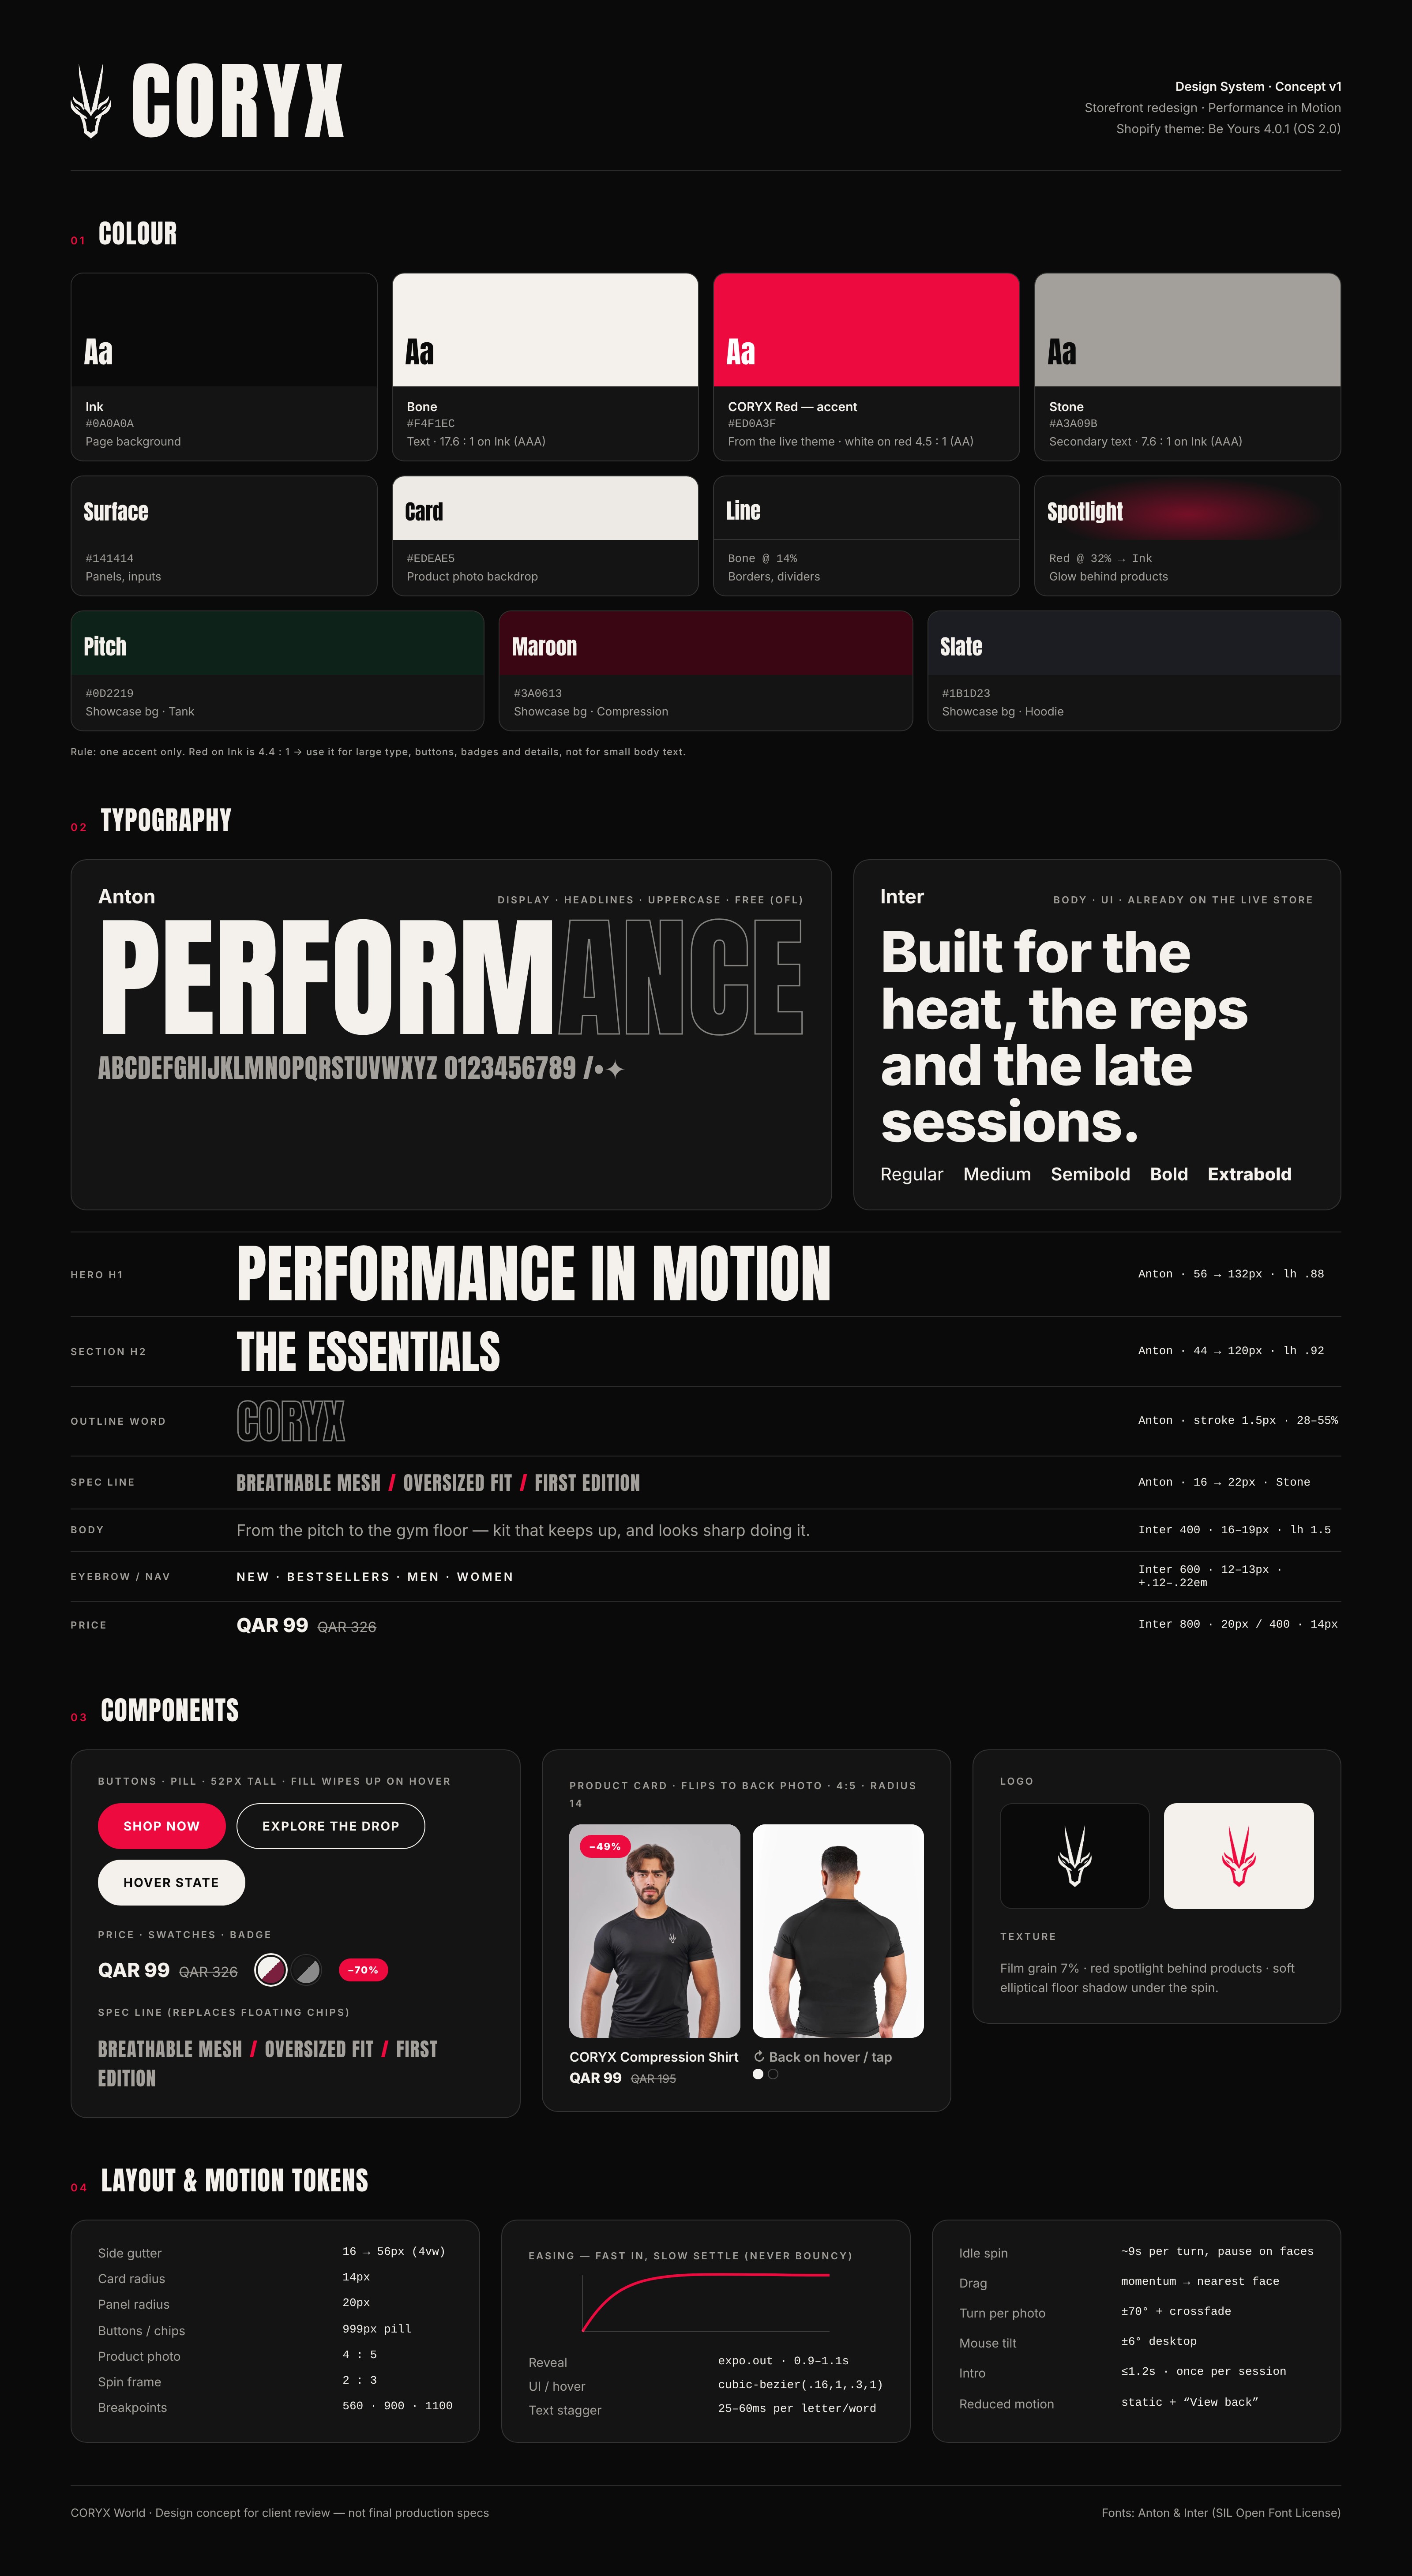 CORYX
Design System · Concept v1
Storefront redesign · Performance in Motion
Shopify theme: Be Yours 4.0.1 (OS 2.0)
01 COLOUR
Aa
Ink
#0A0A0A
Page background
Aa
Bone
#F4F1EC
Text · 17.6 : 1 on Ink (AAA)
Aa
CORYX Red — accent
#ED0A3F
From the live theme · white on red 4.5 : 1 (AA)
Aa
Stone
#A3A09B
Secondary text · 7.6 : 1 on Ink (AAA)
Surface
#141414
Panels, inputs
Card
#EDEAE5
Product photo backdrop
Line
Bone @ 14%
Borders, dividers
Spotlight
Red @ 32% → Ink
Glow behind products
Pitch
#0D2219
Showcase bg · Tank
Maroon
#3A0613
Showcase bg · Compression
Slate
#1B1D23
Showcase bg · Hoodie
Rule: one accent only. Red on Ink is 4.4 : 1 → use it for large type, buttons, badges and details, not for small body text.
02 TYPOGRAPHY
Anton
DISPLAY · HEADLINES · UPPERCASE · FREE (OFL)
PERFORMANCE
ABCDEFGHIJKLMNOPQRSTUVWXYZ 0123456789 /•✦
Inter
BODY · UI · ALREADY ON THE LIVE STORE
Built for the
heat, the reps
and the late
sessions.
Regular Medium Semibold Bold Extrabold
HERO H1
PERFORMANCE IN MOTION
Anton · 56 → 132px · lh .88
SECTION H2
THE ESSENTIALS
Anton · 44 → 120px · lh .92
OUTLINE WORD
CORYX
Anton · stroke 1.5px · 28–55%
SPEC LINE
BREATHABLE MESH / OVERSIZED FIT / FIRST EDITION
Anton · 16 → 22px · Stone
BODY
From the pitch to the gym floor — kit that keeps up, and looks sharp doing it.
Inter 400 · 16–19px · lh 1.5
EYEBROW / NAV
NEW · BESTSELLERS · MEN · WOMEN
Inter 600 · 12–13px ·
+.12–.22em
PRICE
QAR 99 QAR 326
Inter 800 · 20px / 400 · 14px
03 COMPONENTS
BUTTONS · PILL · 52PX TALL · FILL WIPES UP ON HOVER
SHOP NOW
EXPLORE THE DROP
HOVER STATE
PRICE · SWATCHES · BADGE
QAR 99 QAR 326 −70%
SPEC LINE (REPLACES FLOATING CHIPS)
BREATHABLE MESH / OVERSIZED FIT / FIRST
EDITION
PRODUCT CARD · FLIPS TO BACK PHOTO · 4:5 · RADIUS
14
−49%
CORYX Compression Shirt
QAR 99 QAR 195
↻ Back on hover / tap
LOGO
TEXTURE
Film grain 7% · red spotlight behind products · soft
elliptical floor shadow under the spin.
04 LAYOUT & MOTION TOKENS
Side gutter 16 → 56px (4vw)
Card radius 14px
Panel radius 20px
Buttons / chips 999px pill
Product photo 4 : 5
Spin frame 2 : 3
Breakpoints 560 · 900 · 1100
EASING — FAST IN, SLOW SETTLE (NEVER BOUNCY)
Reveal expo.out · 0.9–1.1s
UI / hover cubic-bezier(.16,1,.3,1)
Text stagger 25–60ms per letter/word
Idle spin ~9s per turn, pause on faces
Drag momentum → nearest face
Turn per photo ±70° + crossfade
Mouse tilt ±6° desktop
Intro ≤1.2s · once per session
Reduced motion static + “View back”
CORYX World · Design concept for client review — not final production specs
Fonts: Anton & Inter (SIL Open Font License)